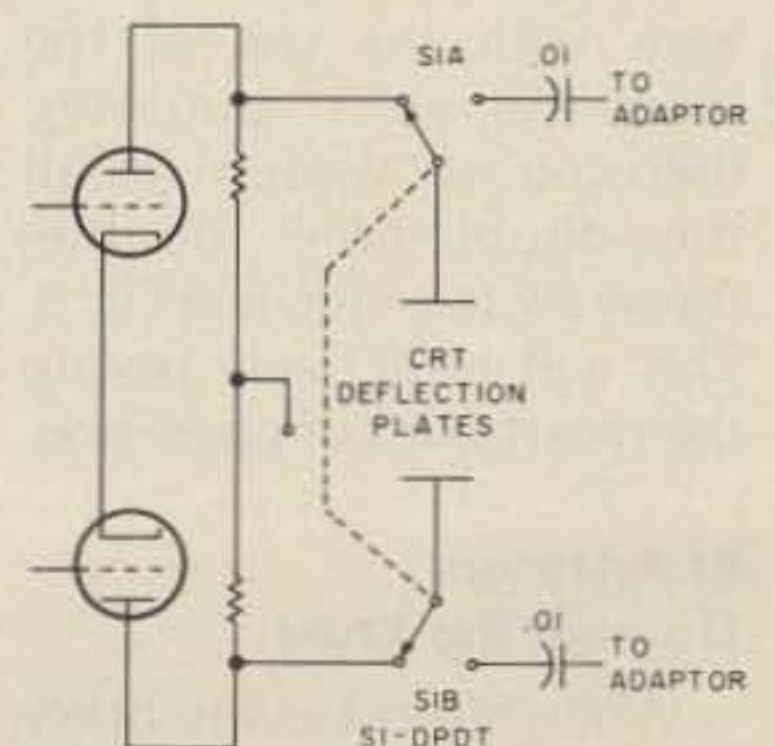 S1A
.01
TO
ADAPTOR
CRT
DEFLECTION
PLATES
.01
TO
ADAPTOR
S1B
S1-DPDT